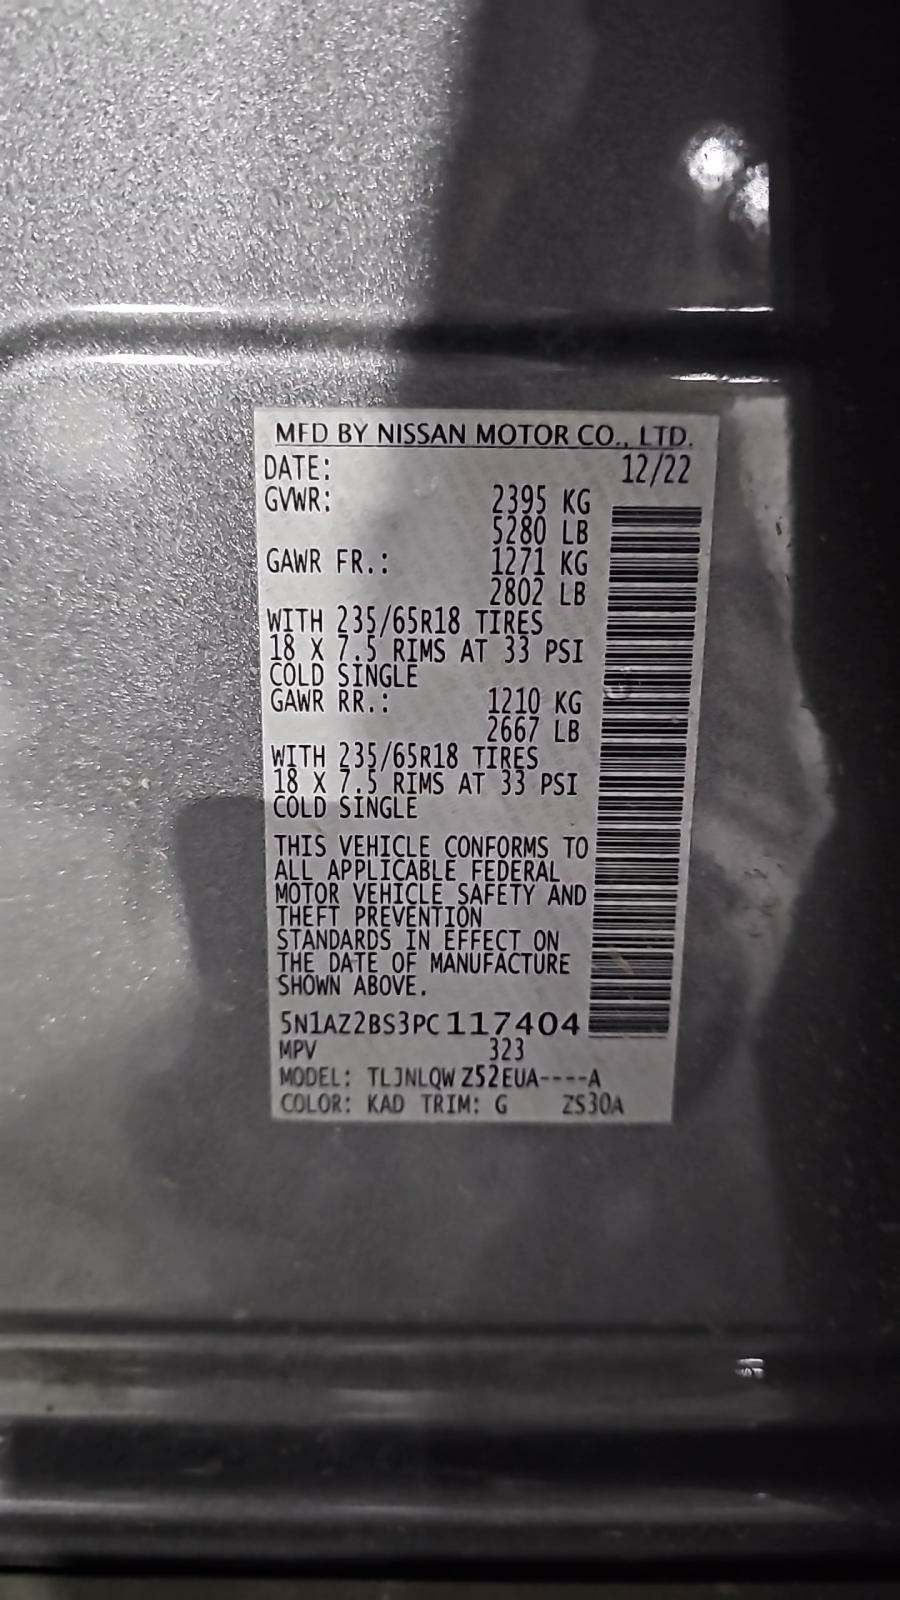 MFD BY NISSAN MOTOR CO., LTD.
DATE: 12/22
GVWR: 2395 KG
5280 LB
GAWR FR.: 1271 KG
2802 LB
WITH 235/65R18 TIRES
18 X 7.5 RIMS AT 33 PSI
COLD SINGLE
GAWR RR.: 1210 KG
2667 LB
WITH 235/65R18 TIRES
18 X 7.5 RIMS AT 33 PSI
COLD SINGLE
THIS VEHICLE CONFORMS TO
ALL APPLICABLE FEDERAL
MOTOR VEHICLE SAFETY AND
THEFT PREVENTION
STANDARDS IN EFFECT ON
THE DATE OF MANUFACTURE
SHOWN ABOVE.
5N1AZ2BS3PC117404
MPV 323
MODEL: TLJNLQWZ52EUA----A
COLOR: KAD TRIM: G ZS30A